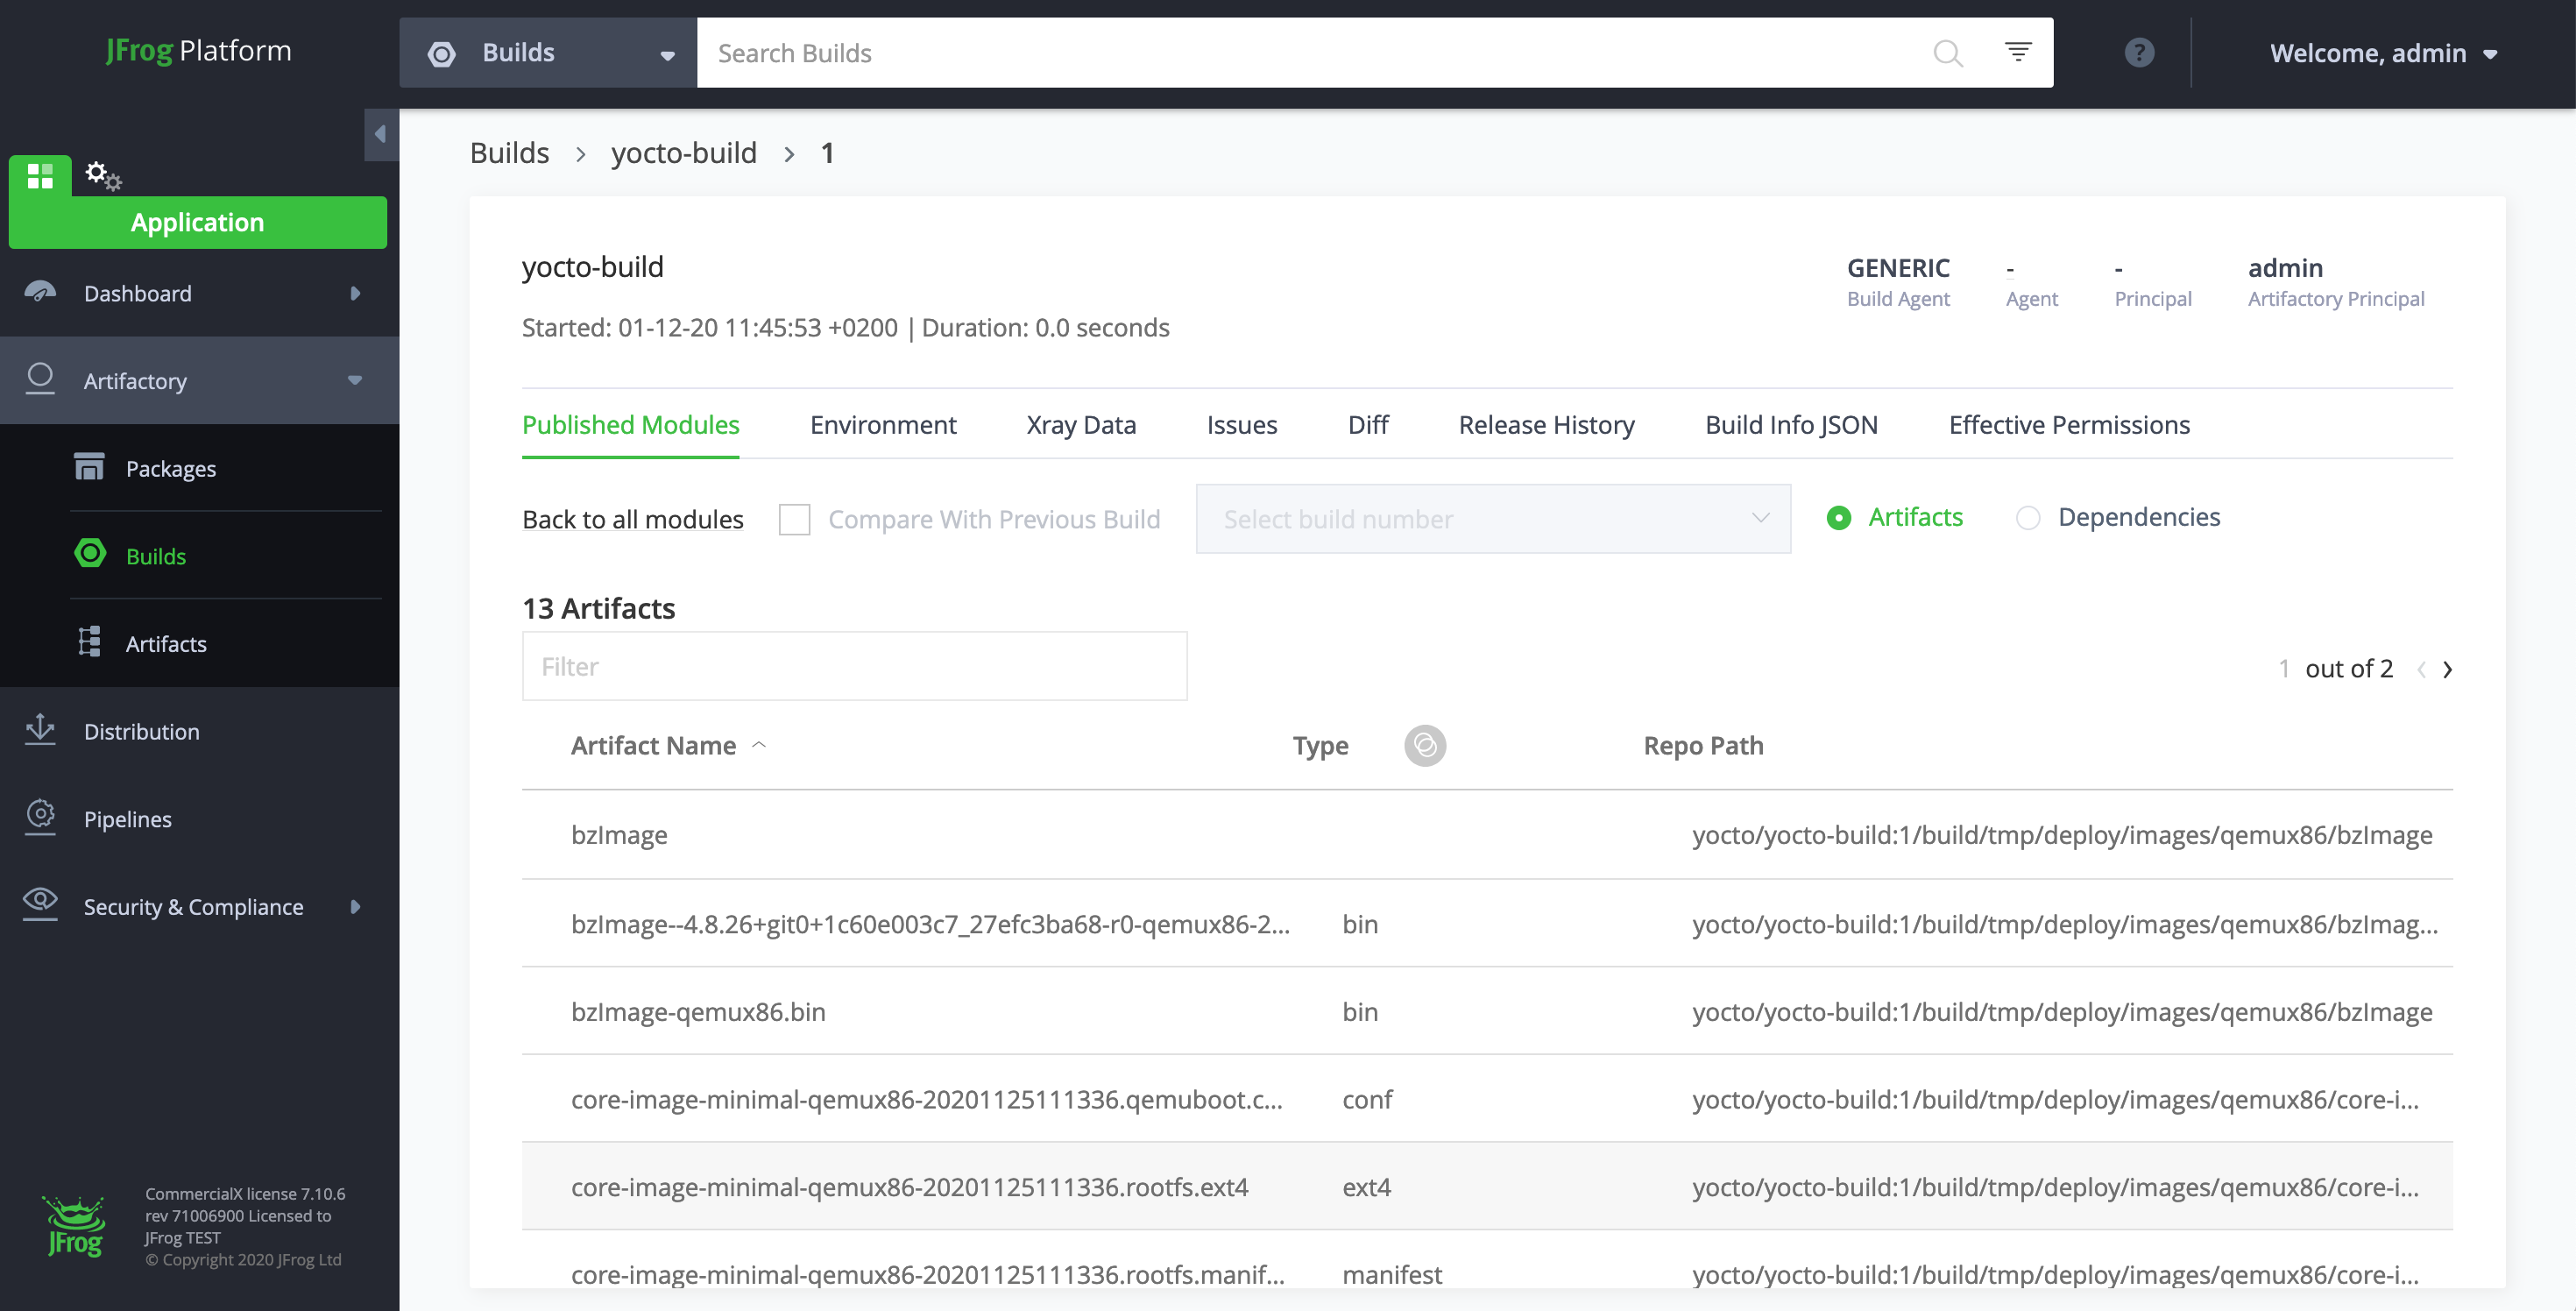 JFrog Platform
Builds
Search Builds
?
Welcome, admin
Application
Dashboard
Artifactory
Packages
Builds
Artifacts
Distribution
Pipelines
Security & Compliance
JFrog
CommercialX license 7.10.6
rev 71006900 Licensed to
JFrog TEST
© Copyright 2020 JFrog Ltd
Builds > yocto-build > 1
yocto-build
Started: 01-12-20 11:45:53 +0200 | Duration: 0.0 seconds
GENERIC - - admin
Build Agent Agent Principal Artifactory Principal
Published Modules Environment Xray Data Issues Diff Release History Build Info JSON Effective Permissions
Back to all modules Compare With Previous Build Select build number Artifacts Dependencies
13 Artifacts
Filter
1 out of 2 < >
Artifact Name Type Repo Path
bzImage yocto/yocto-build:1/build/tmp/deploy/images/qemux86/bzImage
bzImage--4.8.26+git0+1c60e003c7_27efc3ba68-r0-qemux86-2... bin yocto/yocto-build:1/build/tmp/deploy/images/qemux86/bzImag...
bzImage-qemux86.bin bin yocto/yocto-build:1/build/tmp/deploy/images/qemux86/bzImage
core-image-minimal-qemux86-20201125111336.qemuboot.c... conf yocto/yocto-build:1/build/tmp/deploy/images/qemux86/core-i...
core-image-minimal-qemux86-20201125111336.rootfs.ext4 ext4 yocto/yocto-build:1/build/tmp/deploy/images/qemux86/core-i...
core-image-minimal-qemux86-20201125111336.rootfs.manif... manifest yocto/yocto-build:1/build/tmp/deploy/images/qemux86/core-i...